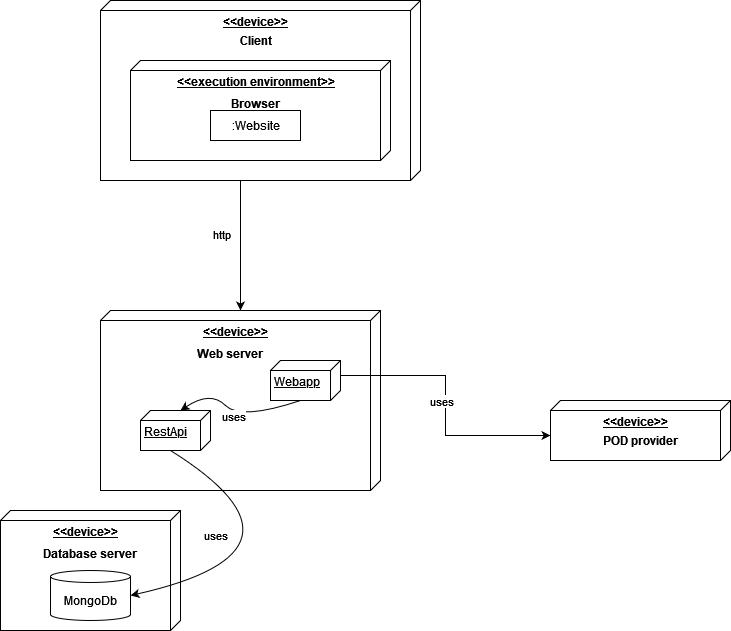 <<device>>
Client
<<execution environment>>
Browser
:Website
http
<<device>>
Web server
Webapp
uses
RestApi
uses
<<device>>
POD provider
uses
<<device>>
Database server
MongoDb